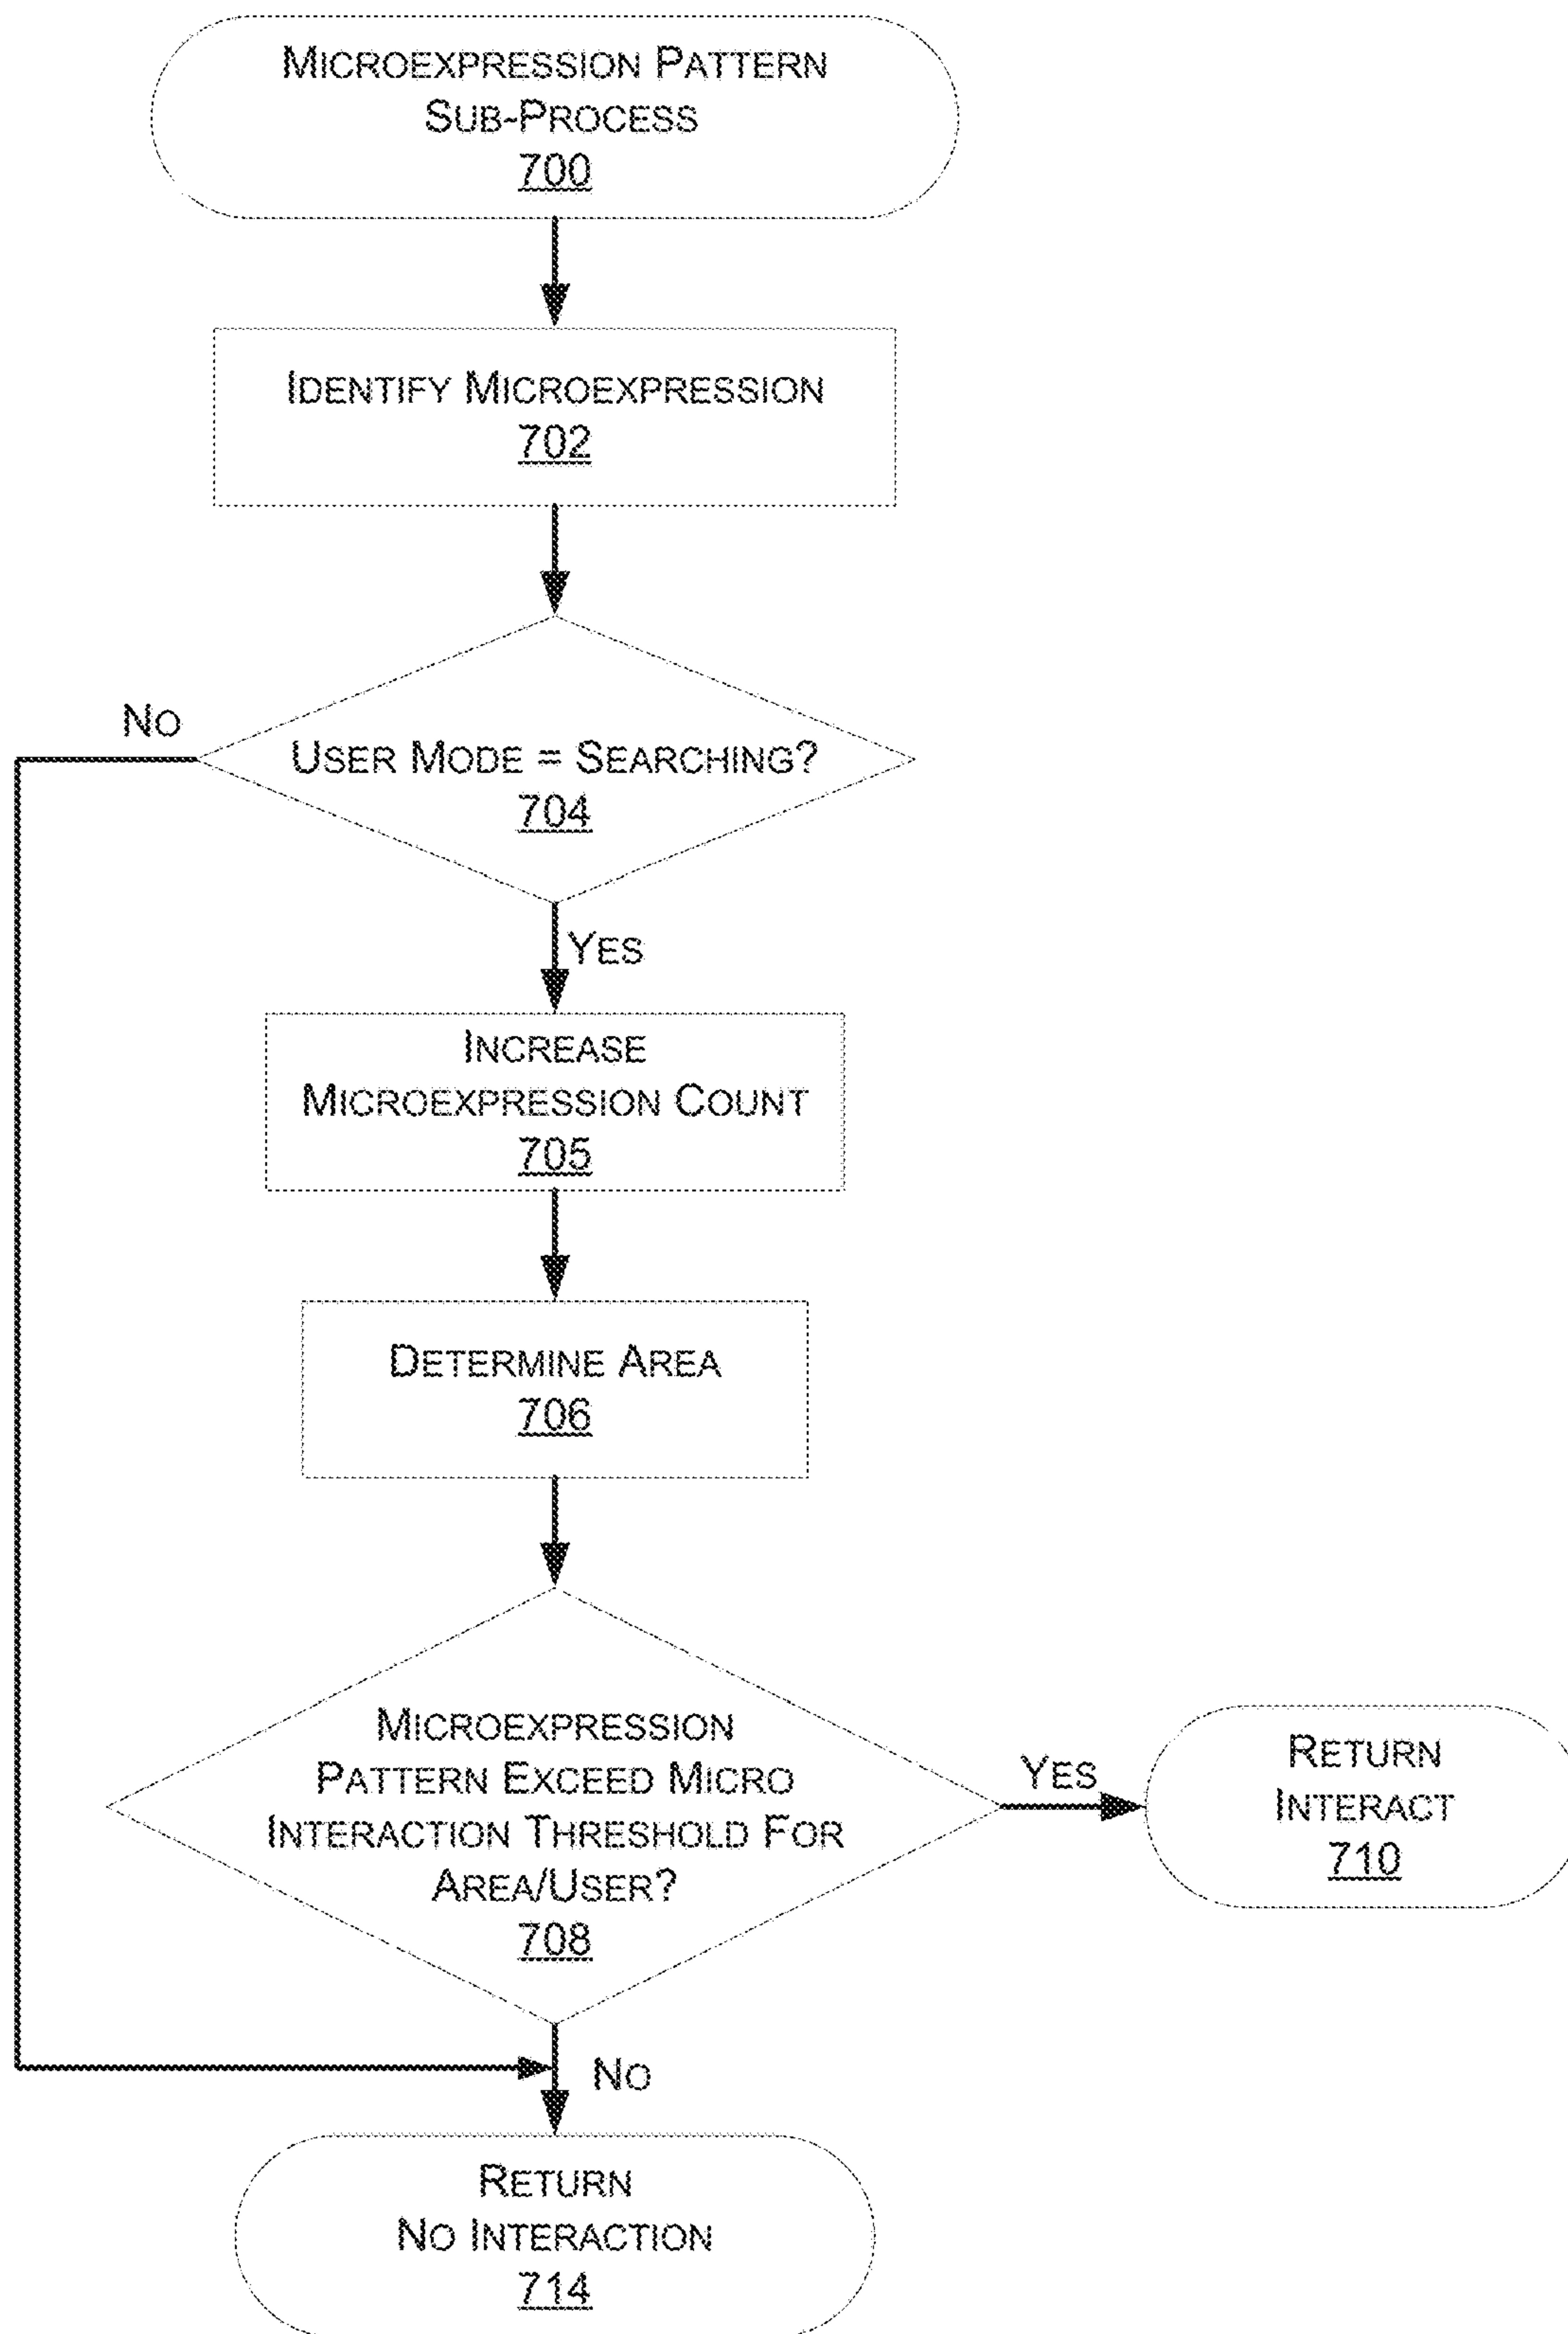 MICROEXPRESSION PATTERN
SUB-PROCESS
700
IDENTIFY MICROEXPRESSION
702
NO
USER MODE = SEARCHING?
704
YES
INCREASE
MICROEXPRESSION COUNT
705
DETERMINE AREA
706
MICROEXPRESSION
PATTERN EXCEED MICRO
INTERACTION THRESHOLD FOR
AREA/USER?
708
YES
RETURN
INTERACT
710
NO
RETURN
NO INTERACTION
714